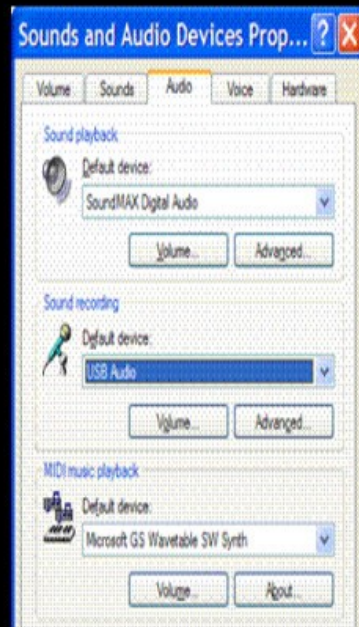 Sounds and Audio Devices Prop...
Volume Sounds Audio Voice Hardware
Sound playback
Default device:
SoundMAX Digital Audio
Volume... Advanced...
Sound recording
Default device:
USB Audio
Volume... Advanced...
MIDI music playback
Default device:
Microsoft GS Wavetable SW Synth
Volume... About...